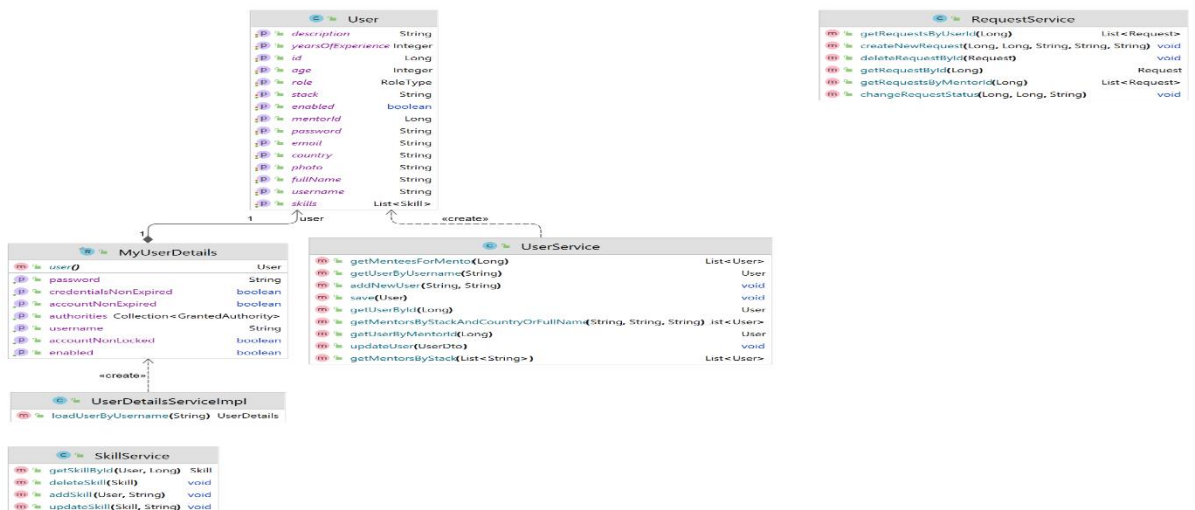 User
description String
yearsOfExperience Integer
id Long
age Integer
role RoleType
stack String
enabled boolean
mentorId Long
password String
email String
country String
photo String
fullName String
username String
skills List<Skill>
RequestService
getRequestsByUserId(Long) List<Request>
createNewRequest(Long, Long, String, String, String) void
deleteRequestById(Request) void
getRequestById(Long) Request
getRequestsByMentorId(Long) List<Request>
changeRequestStatus(Long, Long, String) void
1 user «create»
1
MyUserDetails
user() User
password String
credentialsNonExpired boolean
accountNonExpired boolean
authorities Collection<GrantedAuthority>
username String
accountNonLocked boolean
enabled boolean
UserService
getMenteesForMento(Long) List<User>
getUserByUsername(String) User
addNewUser(String, String) void
save(User) void
getUserById(Long) User
getMentorsByStackAndCountryOrFullName(String, String, String) ist<User>
getUserByMentorId(Long) User
updateUser(UserDto) void
getMentorsByStack(List<String>) List<User>
«create»
UserDetailsServiceImpl
loadUserByUsername(String) UserDetails
SkillService
getSkillById(User, Long) Skill
deleteSkill(Skill) void
addSkill(User, String) void
updateSkill(Skill, String) void